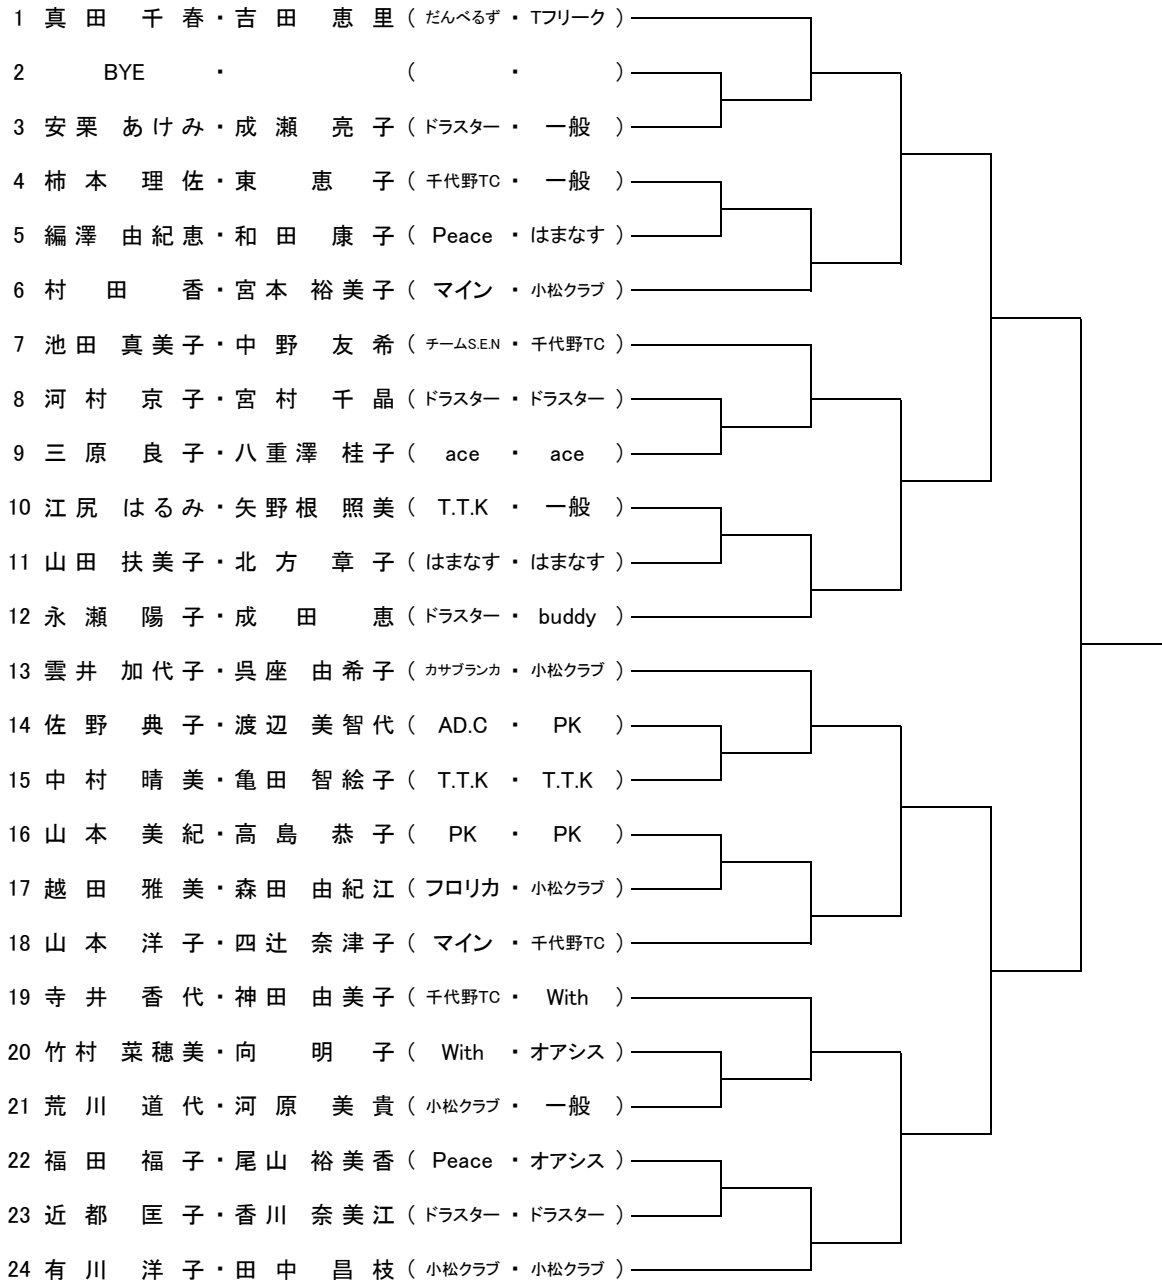 1 真田 千春・吉田 恵里 ( だんべるず ・ Tフリーク )
2 BYE ・ ( ・ )
3 安栗 あけみ・成瀬 亮子 ( ドラスター ・ 一般 )
4 柿本 理佐・東 恵子 ( 千代野TC ・ 一般 )
5 編澤 由紀恵・和田 康子 ( Peace ・ はまなす )
6 村田 香・宮本 裕美子 ( マイン ・ 小松クラブ )
7 池田 真美子・中野 友希 ( チームS.E.N ・ 千代野TC )
8 河村 京子・宮村 千晶 ( ドラスター ・ ドラスター )
9 三原 良子・八重澤 桂子 ( ace ・ ace )
10 江尻 はるみ・矢野根 照美 ( T.T.K ・ 一般 )
11 山田 扶美子・北方 章子 ( はまなす ・ はまなす )
12 永瀬 陽子・成田 恵 ( ドラスター ・ buddy )
13 雲井 加代子・呉座 由希子 ( カサブランカ ・ 小松クラブ )
14 佐野 典子・渡辺 美智代 ( AD.C ・ PK )
15 中村 晴美・亀田 智絵子 ( T.T.K ・ T.T.K )
16 山本 美紀・高島 恭子 ( PK ・ PK )
17 越田 雅美・森田 由紀江 ( フロリカ ・ 小松クラブ )
18 山本 洋子・四辻 奈津子 ( マイン ・ 千代野TC )
19 寺井 香代・神田 由美子 ( 千代野TC ・ With )
20 竹村 菜穂美・向 明子 ( With ・ オアシス )
21 荒川 道代・河原 美貴 ( 小松クラブ ・ 一般 )
22 福田 福子・尾山 裕美香 ( Peace ・ オアシス )
23 近都 匡子・香川 奈美江 ( ドラスター ・ ドラスター )
24 有川 洋子・田中 昌枝 ( 小松クラブ ・ 小松クラブ )